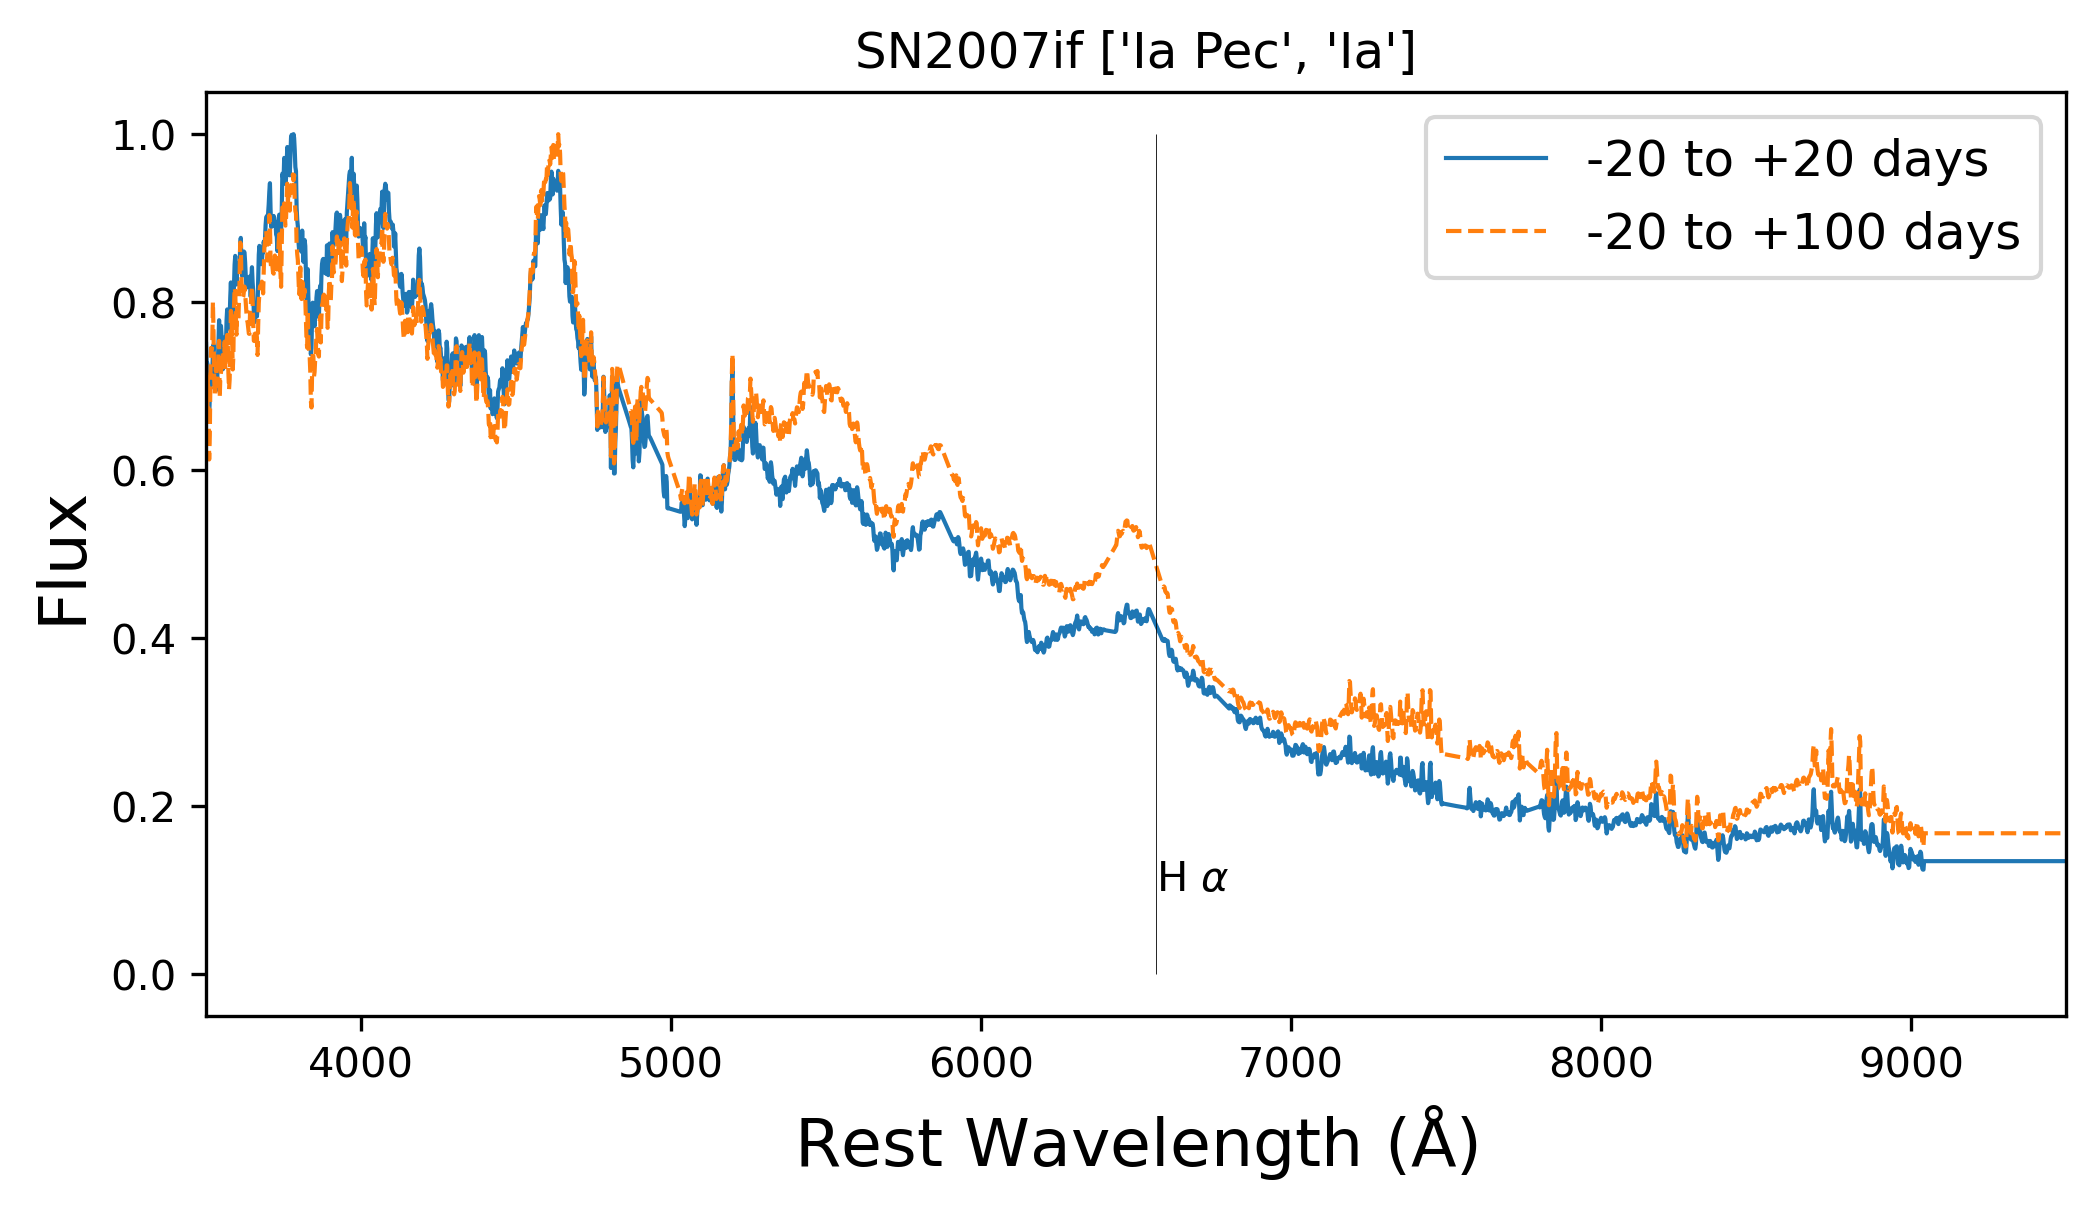 SN2007if ['Ia Pec', 'Ia']
-20 to +20 days
-20 to +100 days
1.0
0.8
0.6
0.4
0.2
0.0
Flux
H α
4000 5000 6000 7000 8000 9000
Rest Wavelength (Å)